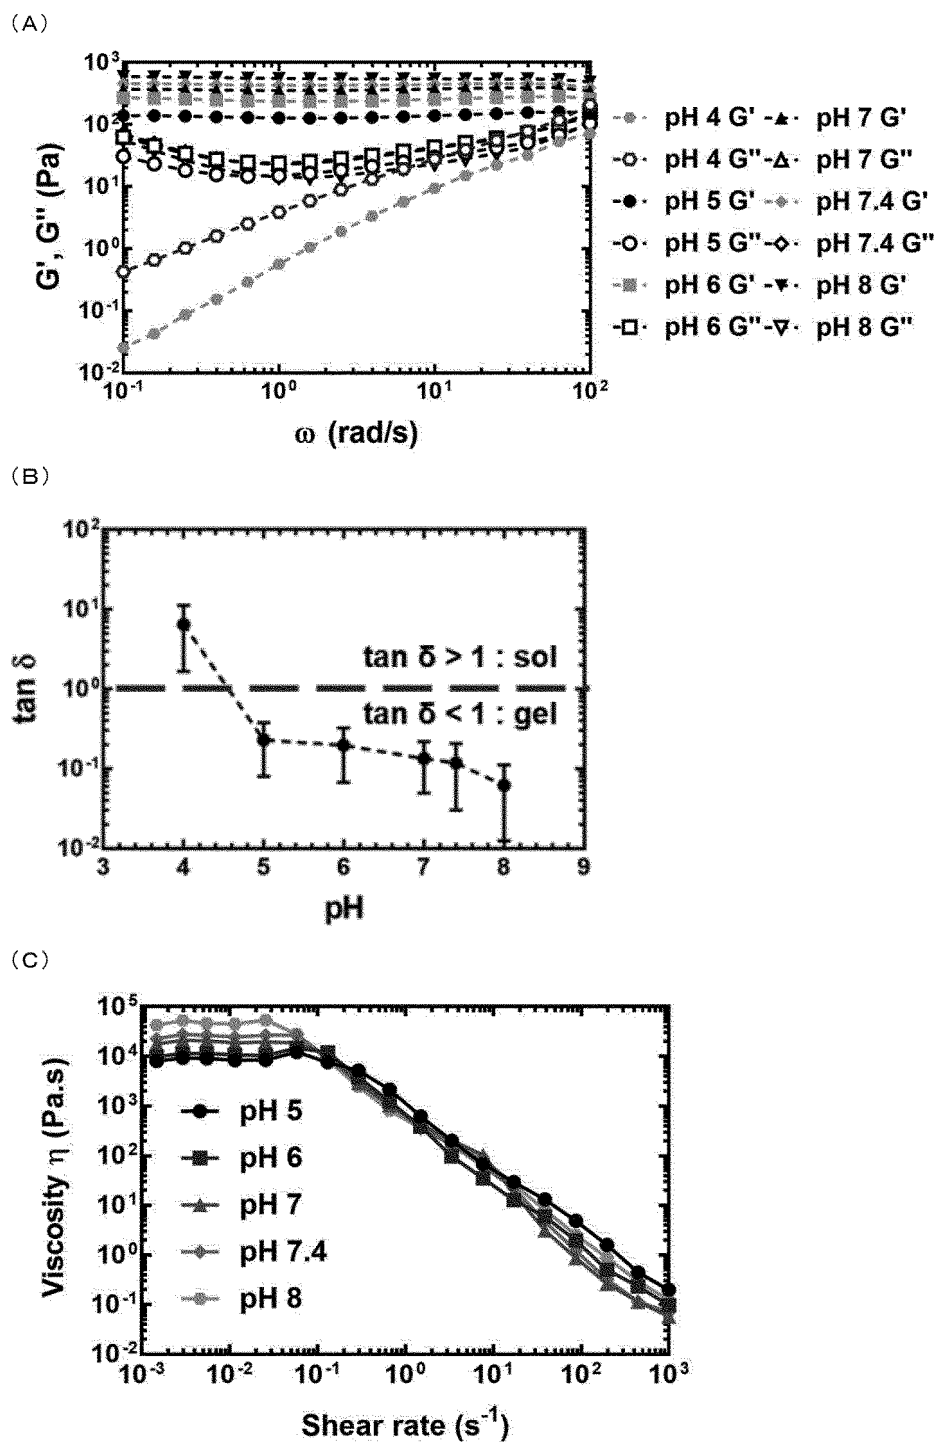 (A)
10³
10²
10¹
10⁰
10⁻¹
10⁻²
G', G" (Pa)
10⁻¹ 10⁰ 10¹ 10²
ω (rad/s)
pH 4 G' pH 7 G'
pH 4 G" pH 7 G"
pH 5 G' pH 7.4 G'
pH 5 G" pH 7.4 G"
pH 6 G' pH 8 G'
pH 6 G" pH 8 G"
(B)
10²
10¹
10⁰
10⁻¹
10⁻²
tan δ
tan δ > 1 : sol
tan δ < 1 : gel
3 4 5 6 7 8 9
pH
(C)
10⁵
10⁴
10³
10²
10¹
10⁰
10⁻¹
10⁻²
Viscosity η (Pa.s)
pH 5
pH 6
pH 7
pH 7.4
pH 8
10⁻³ 10⁻² 10⁻¹ 10⁰ 10¹ 10² 10³
Shear rate (s⁻¹)